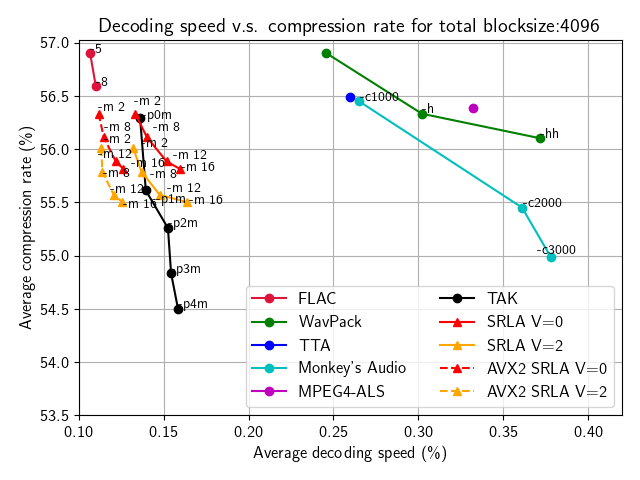 Decoding speed v.s. compression rate for total blocksize:4096
57.0
56.5
56.0
55.5
55.0
54.5
54.0
53.5
Average compression rate (%)
-5
-8
-m 2
-m 8
-m 12
-m 16
-m 2
-m 8
-m 12
-m 16
-m 2
-m 8
-m 12
-m 16
-m 2
-m 8
-m 12
-m 16
-p0m
-p1m
-p2m
-p3m
-p4m
-c1000
-c2000
-c3000
-h
-hh
FLAC
WavPack
TTA
Monkey's Audio
MPEG4-ALS
TAK
SRLA V=0
SRLA V=2
AVX2 SRLA V=0
AVX2 SRLA V=2
0.10 0.15 0.20 0.25 0.30 0.35 0.40
Average decoding speed (%)